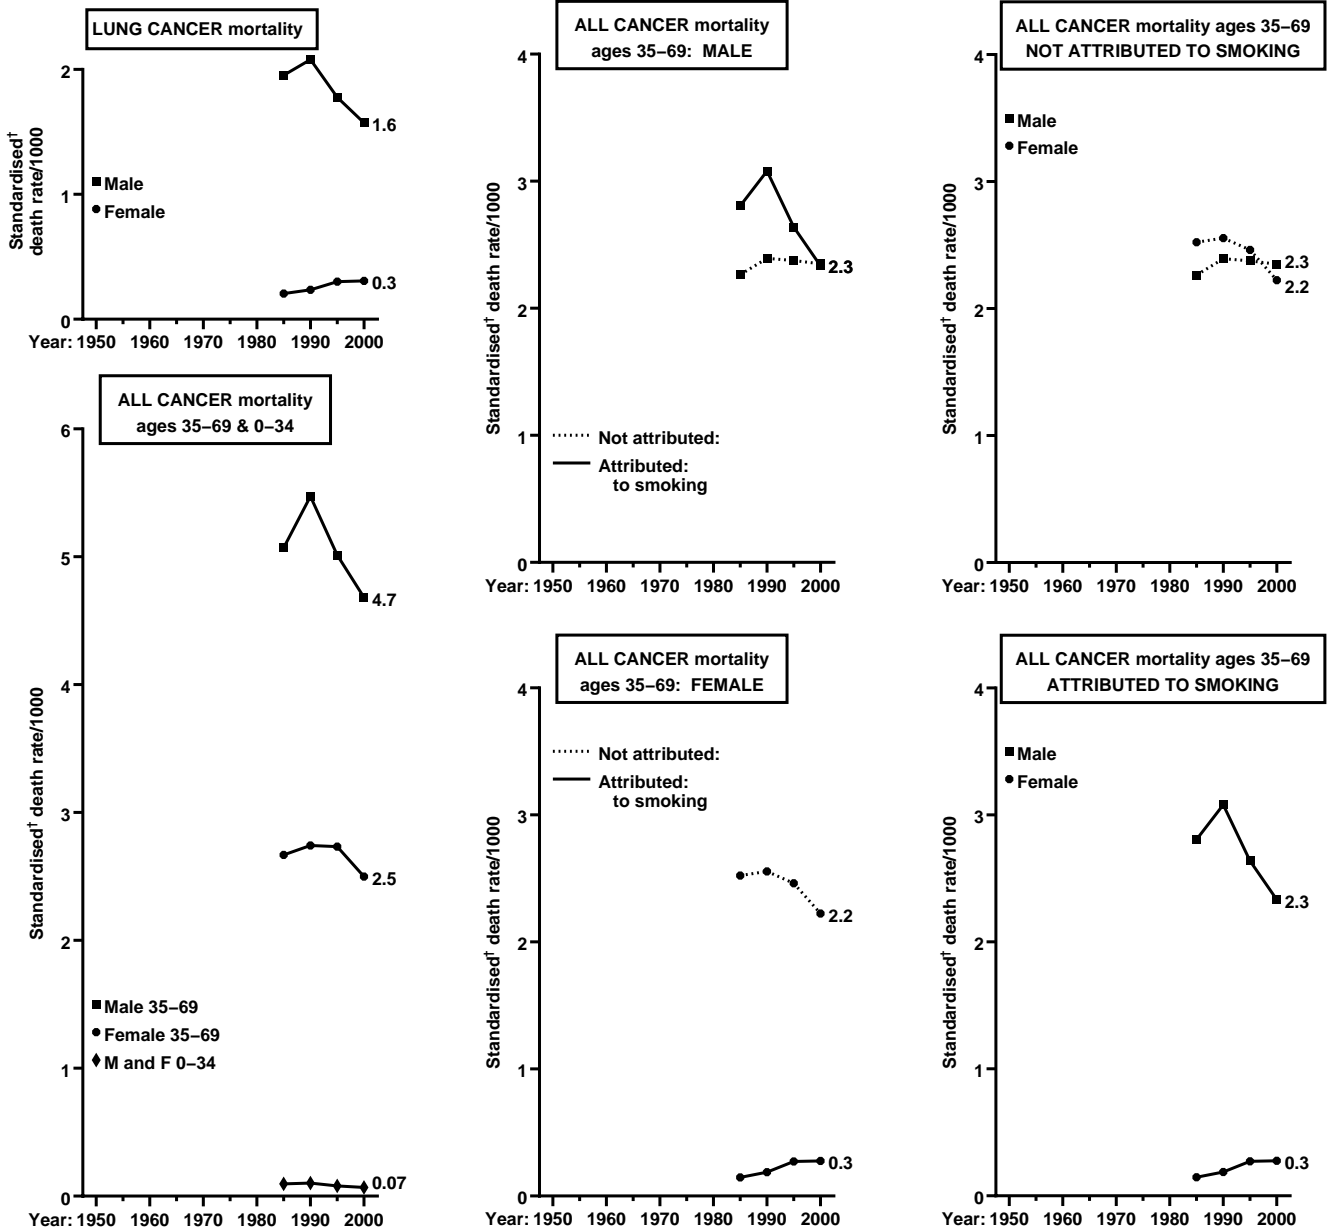 LUNG CANCER mortality
2
1
0
Standardised†
death rate/1000
Male
Female
1.6
0.3
Year: 1950 1960 1970 1980 1990 2000
ALL CANCER mortality
ages 35–69 & 0–34
6
5
4
3
2
1
0
Standardised† death rate/1000
4.7
2.5
Male 35–69
Female 35–69
M and F 0–34
0.07
Year: 1950 1960 1970 1980 1990 2000
ALL CANCER mortality
ages 35–69: MALE
4
3
2
1
0
Standardised† death rate/1000
2.3
Not attributed:
Attributed:
to smoking
Year: 1950 1960 1970 1980 1990 2000
ALL CANCER mortality
ages 35–69: FEMALE
4
3
2
1
0
Standardised† death rate/1000
Not attributed:
Attributed:
to smoking
2.2
0.3
Year: 1950 1960 1970 1980 1990 2000
ALL CANCER mortality ages 35–69
NOT ATTRIBUTED TO SMOKING
4
3
2
1
0
Standardised† death rate/1000
Male
Female
2.3
2.2
Year: 1950 1960 1970 1980 1990 2000
ALL CANCER mortality ages 35–69
ATTRIBUTED TO SMOKING
4
3
2
1
0
Standardised† death rate/1000
Male
Female
2.3
0.3
Year: 1950 1960 1970 1980 1990 2000